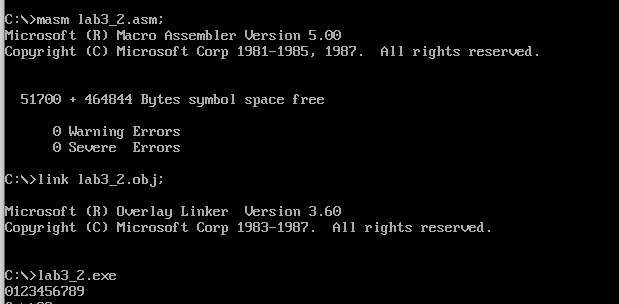 C:\>masm lab3_2.asm;
Microsoft (R) Macro Assembler Version 5.00
Copyright (C) Microsoft Corp 1981-1985, 1987.  All rights reserved.
51700 + 464844 Bytes symbol space free
0 Warning Errors
0 Severe  Errors
C:\>link lab3_2.obj;
Microsoft (R) Overlay Linker  Version 3.60
Copyright (C) Microsoft Corp 1983-1987.  All rights reserved.
C:\>lab3_2.exe
0123456789